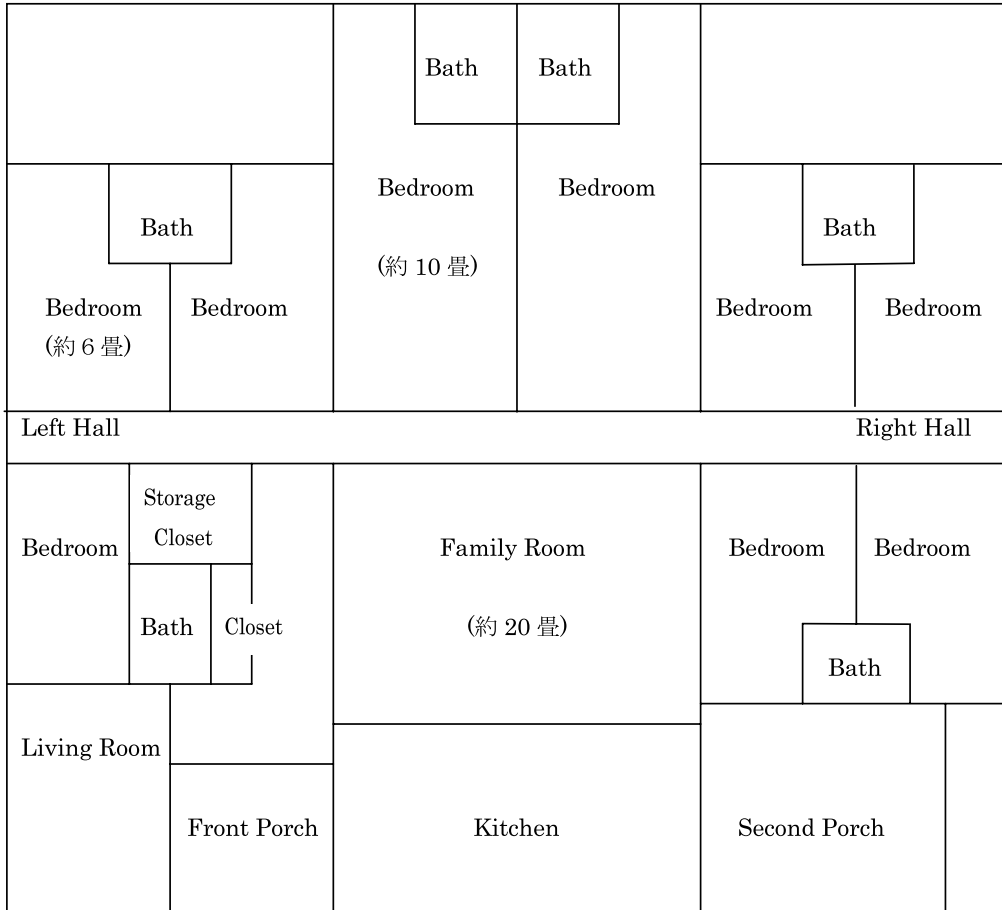 Bath Bath
Bedroom Bedroom
Bath Bath
(約 10 畳)
Bedroom Bedroom Bedroom Bedroom
(約 6 畳)
Left Hall Right Hall
Storage
Closet
Bedroom Family Room Bedroom Bedroom
Bath Closet (約 20 畳)
Bath
Living Room
Front Porch Kitchen Second Porch